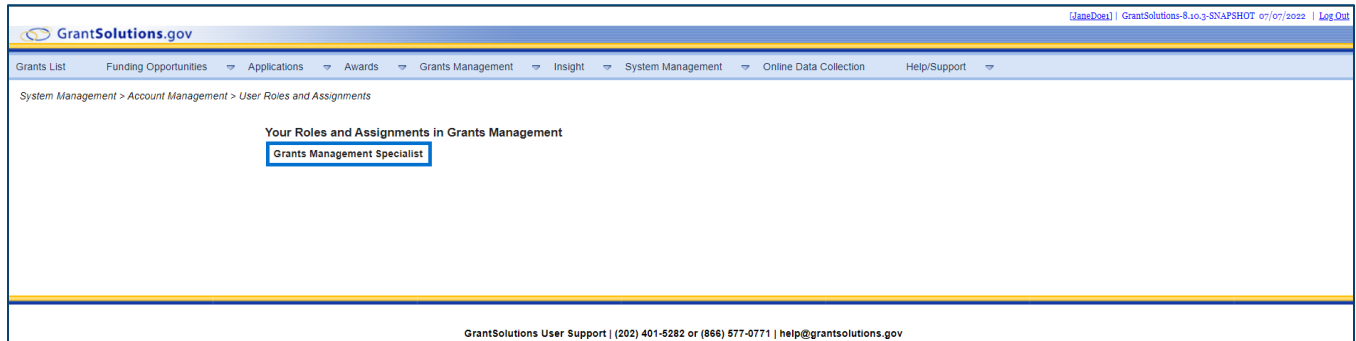 [JaneDoe1] | GrantSolutions-8.10.3-SNAPSHOT 07/07/2022 | Log Out
GrantSolutions.gov
Grants List Funding Opportunities Applications Awards Grants Management Insight System Management Online Data Collection Help/Support
System Management > Account Management > User Roles and Assignments
Your Roles and Assignments in Grants Management
Grants Management Specialist
GrantSolutions User Support | (202) 401-5282 or (866) 577-0771 | help@grantsolutions.gov